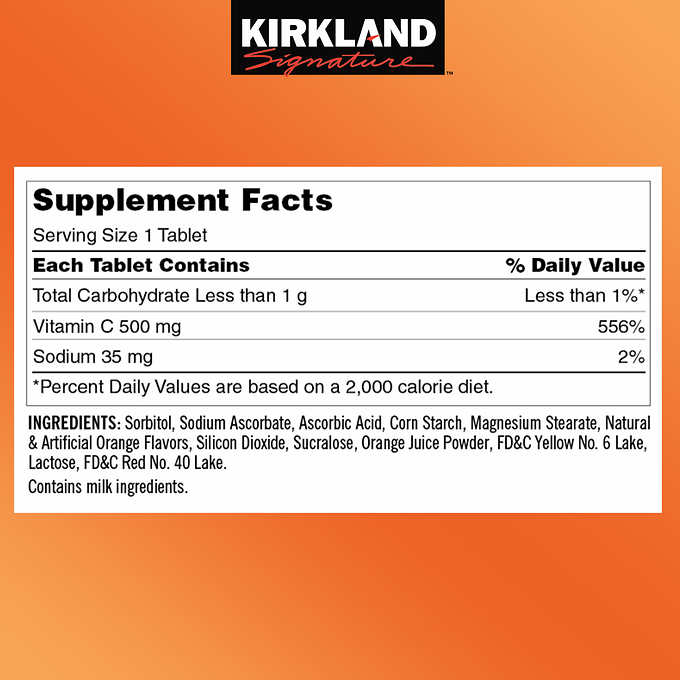 KIRKLAND
Signature™
Supplement Facts
Serving Size 1 Tablet
Each Tablet Contains % Daily Value
Total Carbohydrate Less than 1 g Less than 1%*
Vitamin C 500 mg 556%
Sodium 35 mg 2%
*Percent Daily Values are based on a 2,000 calorie diet.
INGREDIENTS: Sorbitol, Sodium Ascorbate, Ascorbic Acid, Corn Starch, Magnesium Stearate, Natural
& Artificial Orange Flavors, Silicon Dioxide, Sucralose, Orange Juice Powder, FD&C Yellow No. 6 Lake,
Lactose, FD&C Red No. 40 Lake.
Contains milk ingredients.